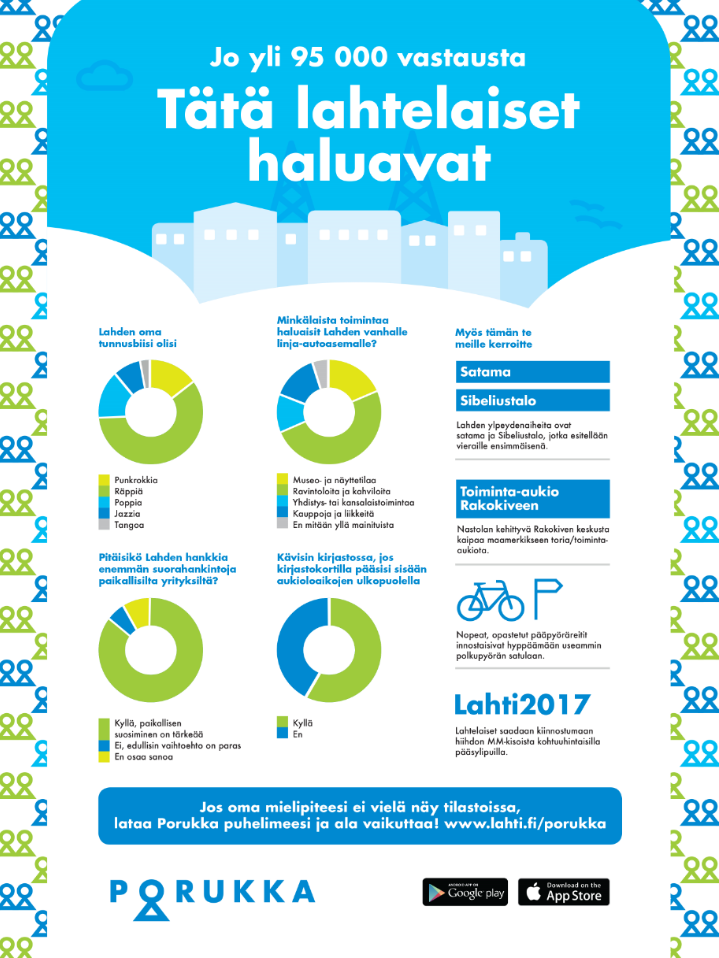 Jo yli 95 000 vastausta
Tätä lahtelaiset
haluavat
Lahden oma
tunnusbiisi olisi
Punkrokkia
Räppiä
Poppia
Jazzia
Tangoa
Minkälaista toimintaa
haluaisit Lahden vanhalle
linja-autoasemalle?
Museo- ja näyttetilaa
Ravintoloita ja kahviloita
Yhdistys- tai kansalaistoimintaa
Kauppoja ja liikkeitä
En mitään yllä mainituista
Pitäisikö Lahden hankkia
enemmän suorahankintoja
paikallisilta yrityksiltä?
Kyllä, paikallisen
suosiminen on tärkeää
Ei, edullisin vaihtoehto on paras
En osaa sanoa
Kävisin kirjastossa, jos
kirjastokortilla pääsisi sisään
aukioloaikojen ulkopuolella
Kyllä
En
Myös tämän te
meille kerroitte
Satama
Sibeliustalo
Lahden ylpeydenaiheita ovat
satama ja Sibeliustalo, jotka esitellään
vieraille ensimmäisenä.
Toiminta-aukio
Rakokiveen
Nastolan kehittyvä Rakokiven keskusta
kaipaa maamerkikseen toria/toiminta-
aukiota.
P
Nopeat, opastetut pääpyöräreitit
innostaisivat hyppäämään useammin
polkupyörän satulaan.
Lahti2017
Lahtelaiset saadaan kiinnostumaan
hiihdon MM-kisoista kohtuuhintaisilla
pääsylipuilla.
Jos oma mielipiteesi ei vielä näy tilastoissa,
lataa Porukka puhelimeesi ja ala vaikuttaa! www.lahti.fi/porukka
PORUKKA
ANDROID APP ON
Google play
Download on the
App Store